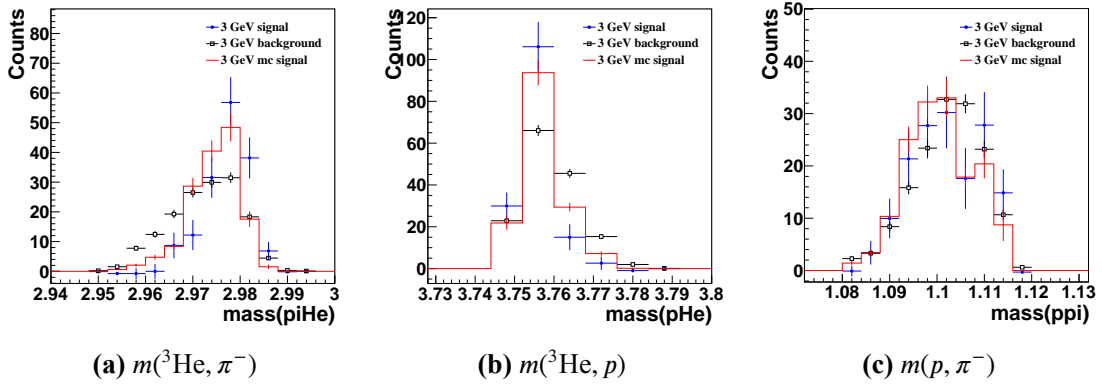 Counts
80
70
60
50
40
30
20
10
0
2.94 2.95 2.96 2.97 2.98 2.99 3
mass(piHe)
3 GeV signal
3 GeV background
3 GeV mc signal
(a) m(³He, π⁻)
Counts
120
100
80
60
40
20
0
3.73 3.74 3.75 3.76 3.77 3.78 3.79 3.8
mass(pHe)
3 GeV signal
3 GeV background
3 GeV mc signal
(b) m(³He, p)
Counts
50
40
30
20
10
0
1.08 1.09 1.1 1.11 1.12 1.13
mass(ppi)
3 GeV signal
3 GeV background
3 GeV mc signal
(c) m(p, π⁻)